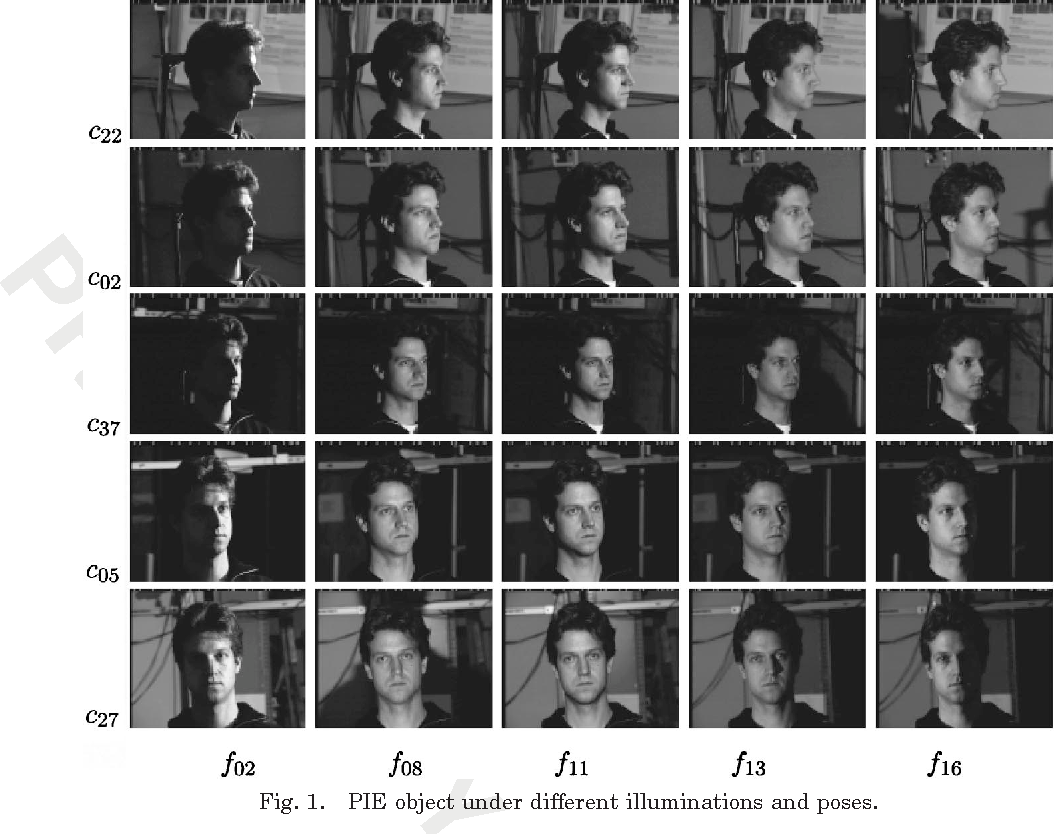 c22
c02
c37
c05
c27
f02 f08 f11 f13 f16
Fig. 1. PIE object under different illuminations and poses.